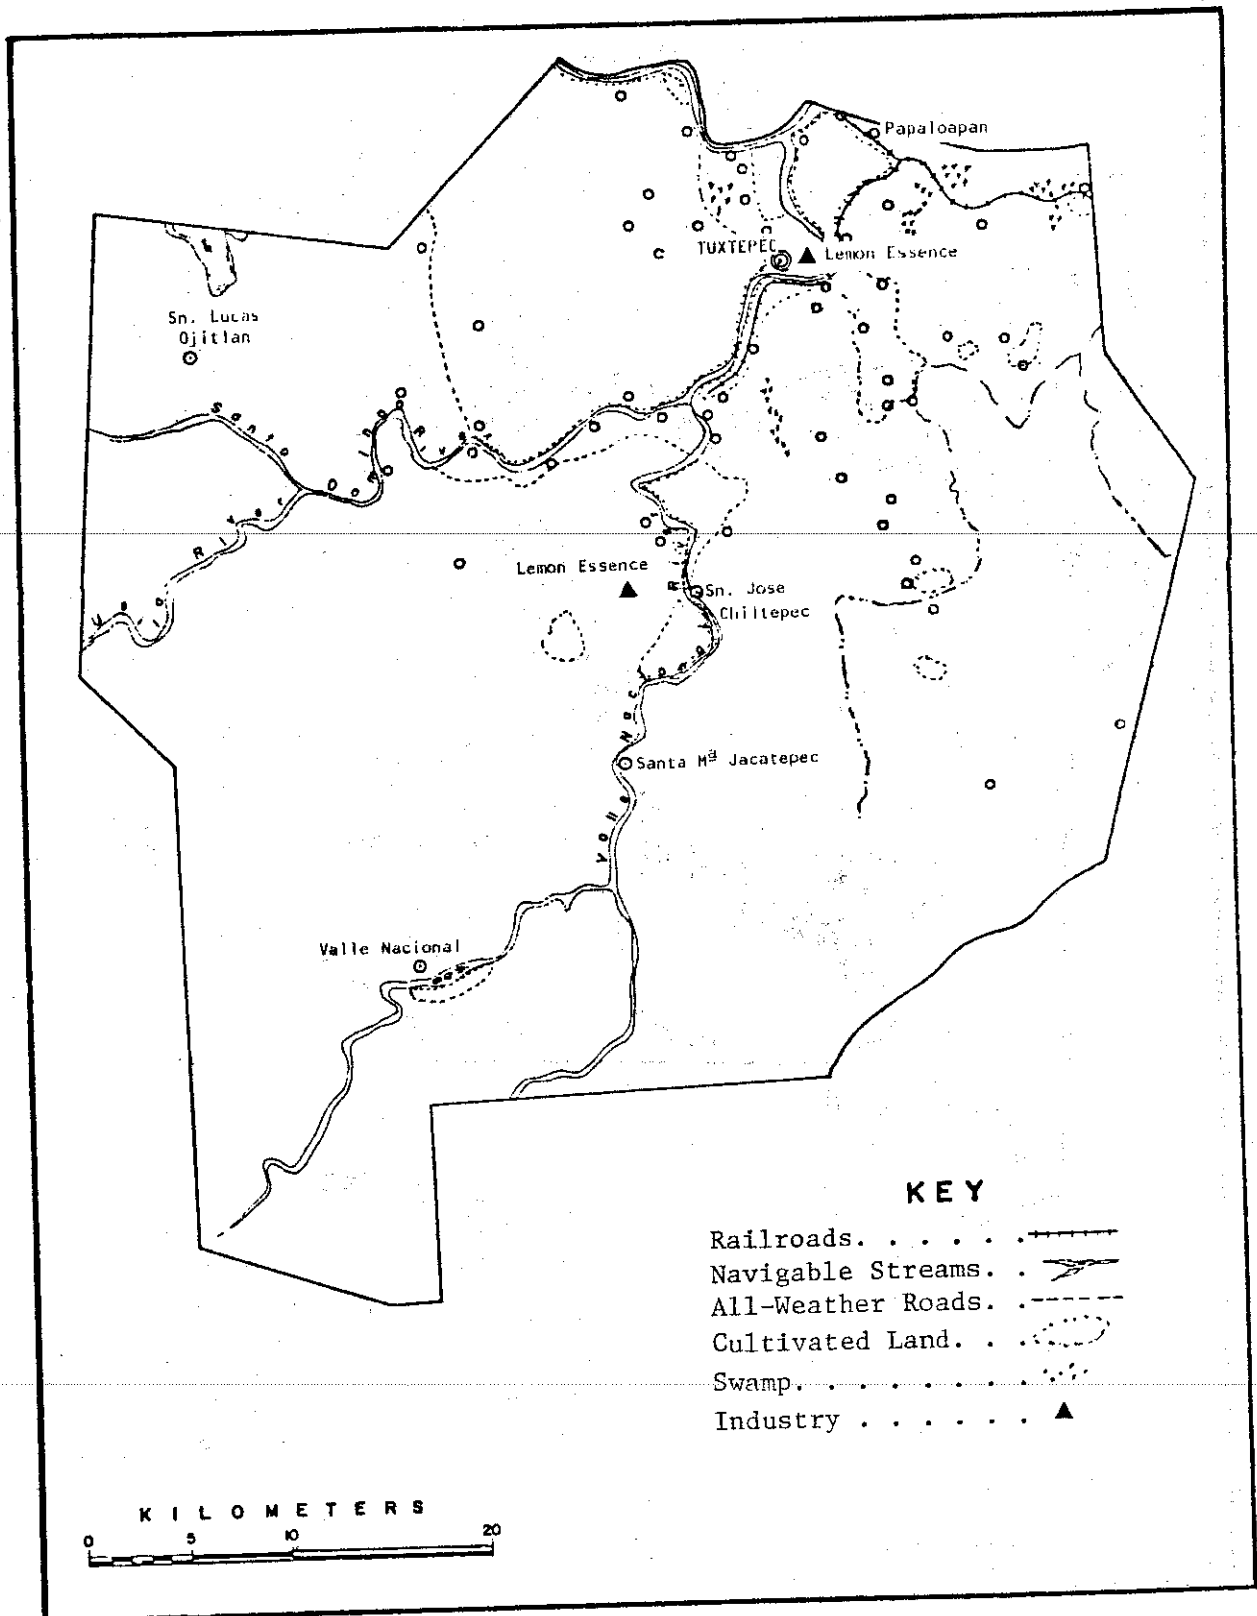 Papaloapan
TUXTEPEC
Lemon Essence
Sn. Lucas
Ojitlan
Santo Domingo River
Usila River
Lemon Essence
Sn. Jose
Chiltepec
Santa Mª Jacatepec
Valle Nacional River
Valle Nacional
KEY
Railroads. . . . . . .
Navigable Streams. .
All-Weather Roads. .
Cultivated Land. . .
Swamp. . . . . . . . .
Industry . . . . . .
KILOMETERS
0 5 10 20